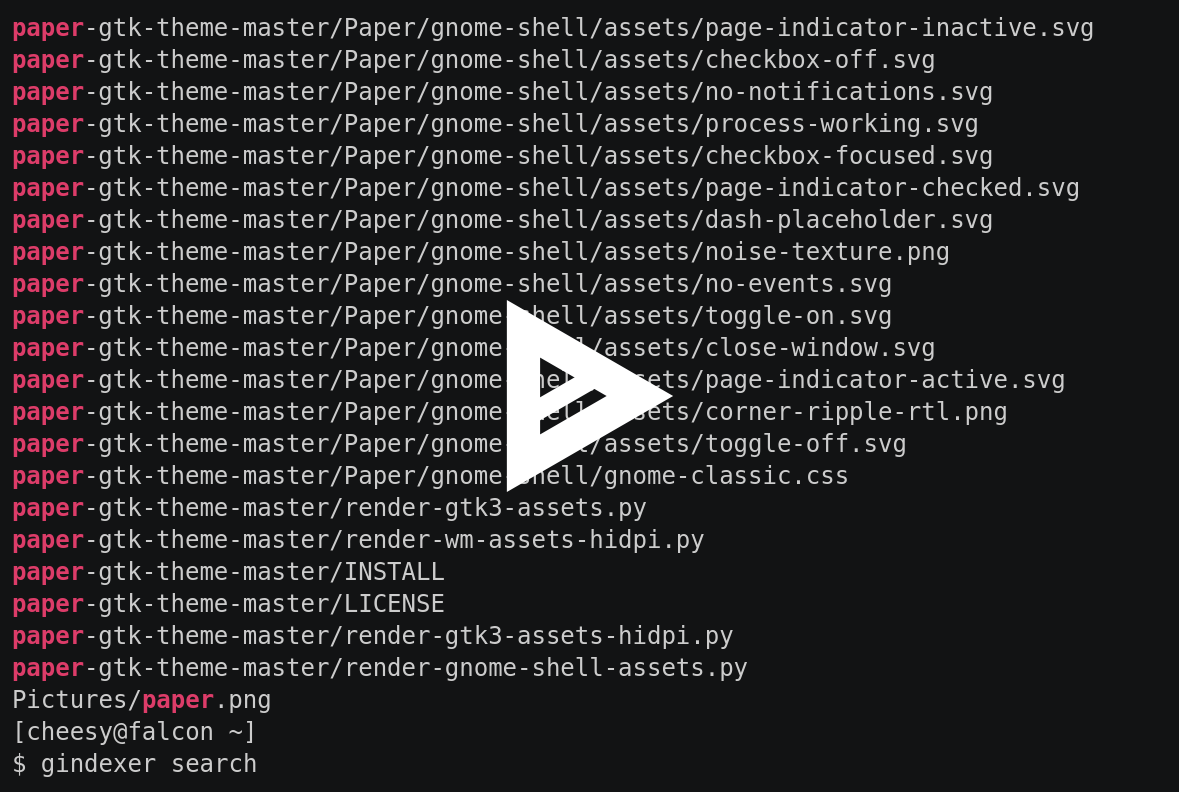 paper-gtk-theme-master/Paper/gnome-shell/assets/page-indicator-inactive.svg
paper-gtk-theme-master/Paper/gnome-shell/assets/checkbox-off.svg
paper-gtk-theme-master/Paper/gnome-shell/assets/no-notifications.svg
paper-gtk-theme-master/Paper/gnome-shell/assets/process-working.svg
paper-gtk-theme-master/Paper/gnome-shell/assets/checkbox-focused.svg
paper-gtk-theme-master/Paper/gnome-shell/assets/page-indicator-checked.svg
paper-gtk-theme-master/Paper/gnome-shell/assets/dash-placeholder.svg
paper-gtk-theme-master/Paper/gnome-shell/assets/noise-texture.png
paper-gtk-theme-master/Paper/gnome-shell/assets/no-events.svg
paper-gtk-theme-master/Paper/gnome-shell/assets/toggle-on.svg
paper-gtk-theme-master/Paper/gnome-shell/assets/close-window.svg
paper-gtk-theme-master/Paper/gnome-shell/assets/page-indicator-active.svg
paper-gtk-theme-master/Paper/gnome-shell/assets/corner-ripple-rtl.png
paper-gtk-theme-master/Paper/gnome-shell/assets/toggle-off.svg
paper-gtk-theme-master/Paper/gnome-shell/gnome-classic.css
paper-gtk-theme-master/render-gtk3-assets.py
paper-gtk-theme-master/render-wm-assets-hidpi.py
paper-gtk-theme-master/INSTALL
paper-gtk-theme-master/LICENSE
paper-gtk-theme-master/render-gtk3-assets-hidpi.py
paper-gtk-theme-master/render-gnome-shell-assets.py
Pictures/paper.png
[cheesy@falcon ~]
$ gindexer search